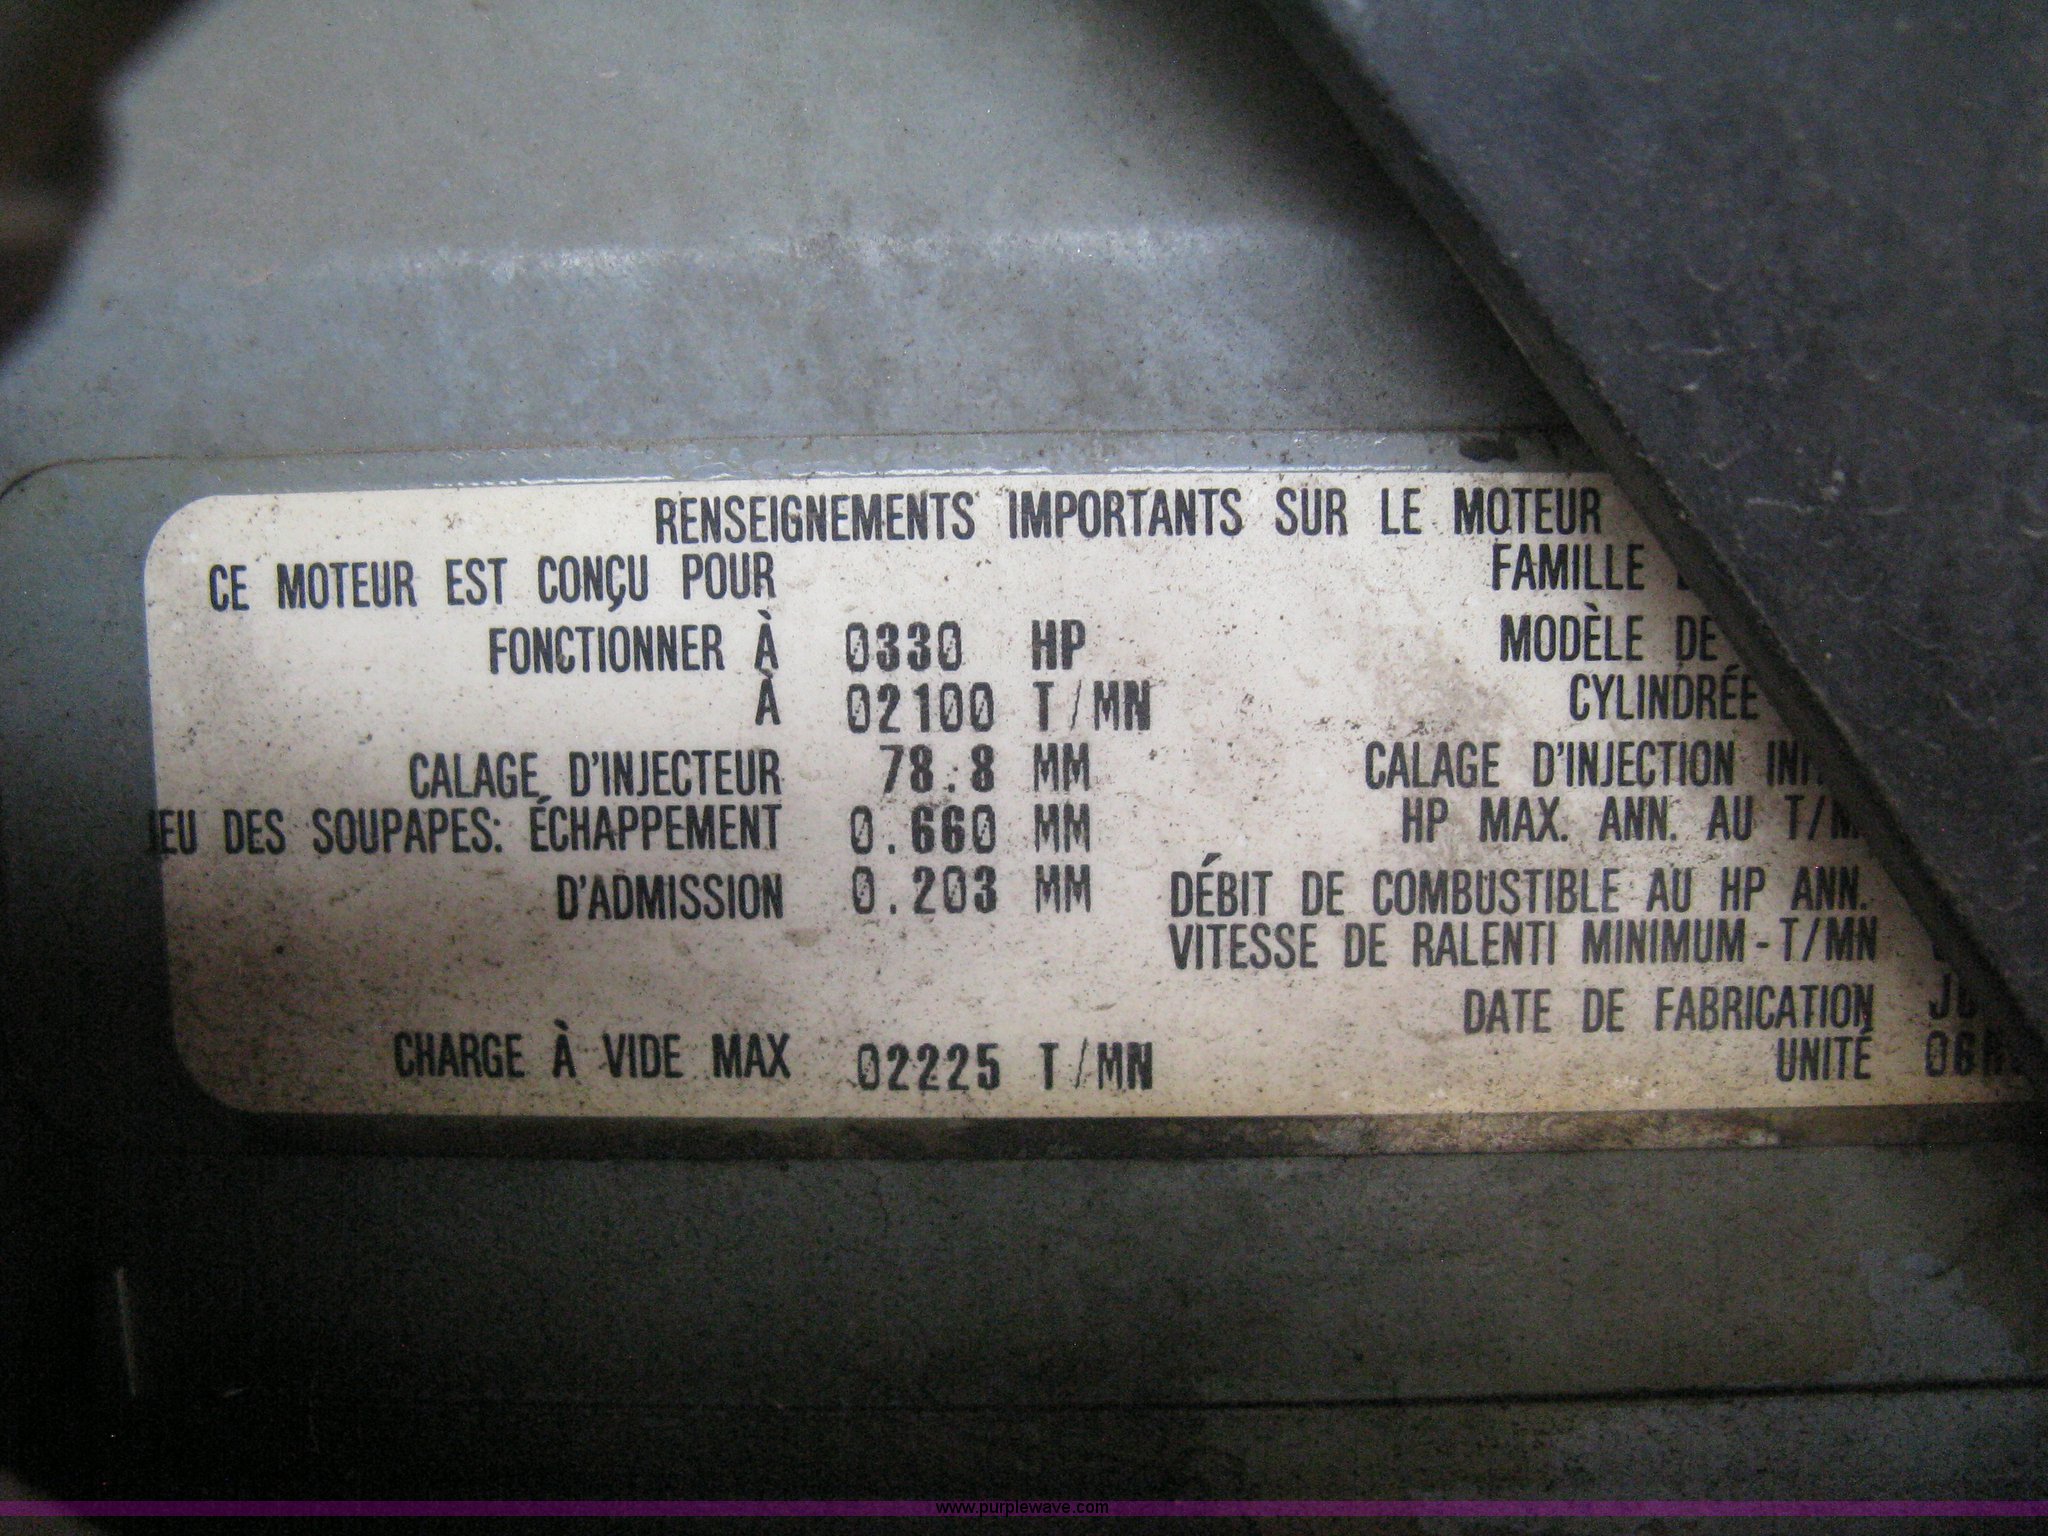 RENSEIGNEMENTS IMPORTANTS SUR LE MOTEUR
CE MOTEUR EST CONÇU POUR
FONCTIONNER À 0330 HP
À 02100 T/MN
CALAGE D'INJECTEUR 78.8 MM
JEU DES SOUPAPES: ÉCHAPPEMENT 0.660 MM
D'ADMISSION 0.203 MM
CHARGE À VIDE MAX 02225 T/MN
FAMILLE
MODÈLE DE
CYLINDRÉE
CALAGE D'INJECTION
HP MAX. ANN. AU
DÉBIT DE COMBUSTIBLE AU HP ANN.
VITESSE DE RALENTI MINIMUM - T/MN
DATE DE FABRICATION
UNITÉ
www.purplewave.com